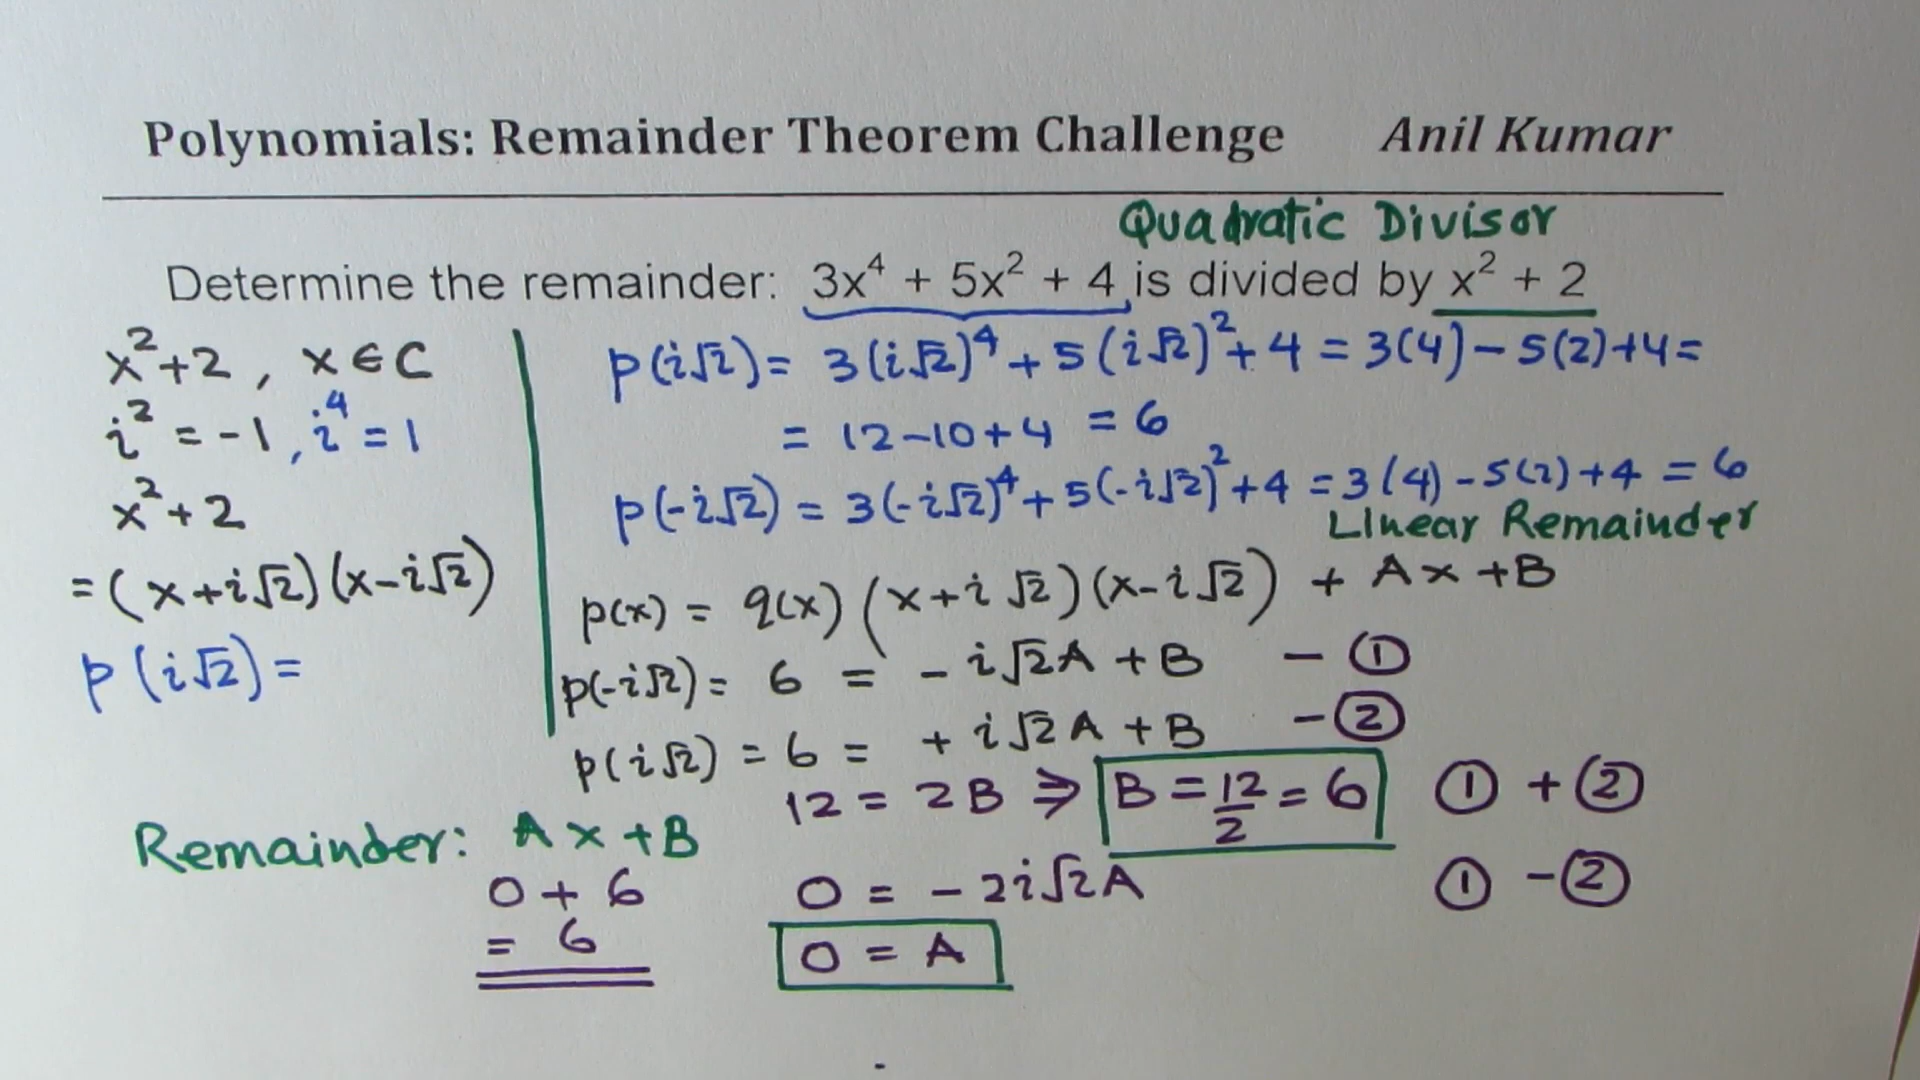 Polynomials: Remainder Theorem Challenge Anil Kumar
Quadratic Divisor
Determine the remainder: 3x⁴ + 5x² + 4 is divided by x² + 2
x²+2, x∈C
i² = -1, i⁴ = 1
x²+2
= (x+i√2)(x-i√2)
p(i√2) =
p(i√2) = 3(i√2)⁴ + 5(i√2)² + 4 = 3(4) - 5(2) + 4 =
= 12-10+4 = 6
p(-i√2) = 3(-i√2)⁴ + 5(-i√2)² + 4 = 3(4) - 5(2) + 4 = 6
Linear Remainder
p(x) = q(x) (x+i√2)(x-i√2) + Ax+B
p(-i√2) = 6 = - i√2A + B - ①
p(i√2) = 6 = + i√2A + B - ②
12 = 2B ⇒ B = 12/2 = 6 ① + ②
0 = - 2i√2A ① - ②
0 = A
Remainder: Ax+B
0 + 6
= 6